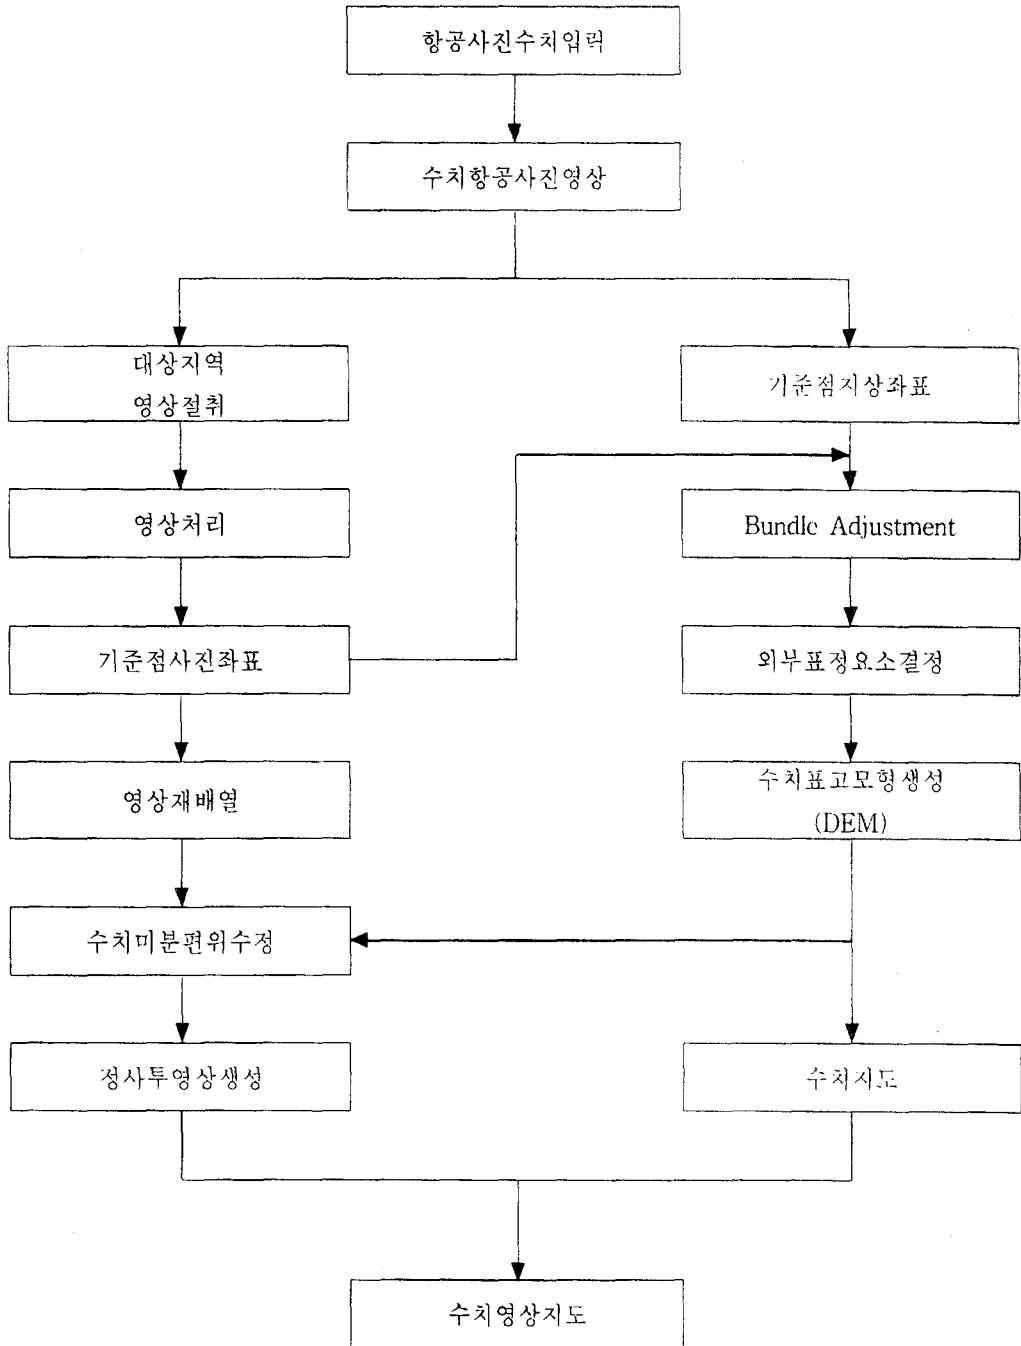 항공사진수치입력
수치항공사진영상
대상지역
영상절취
기준점지상좌표
영상처리
Bundle Adjustment
기준점사진좌표
외부표정요소결정
영상재배열
수치표고모형생성
(DEM)
수치미분편위수정
정사투영상생성
수치지도
수치영상지도